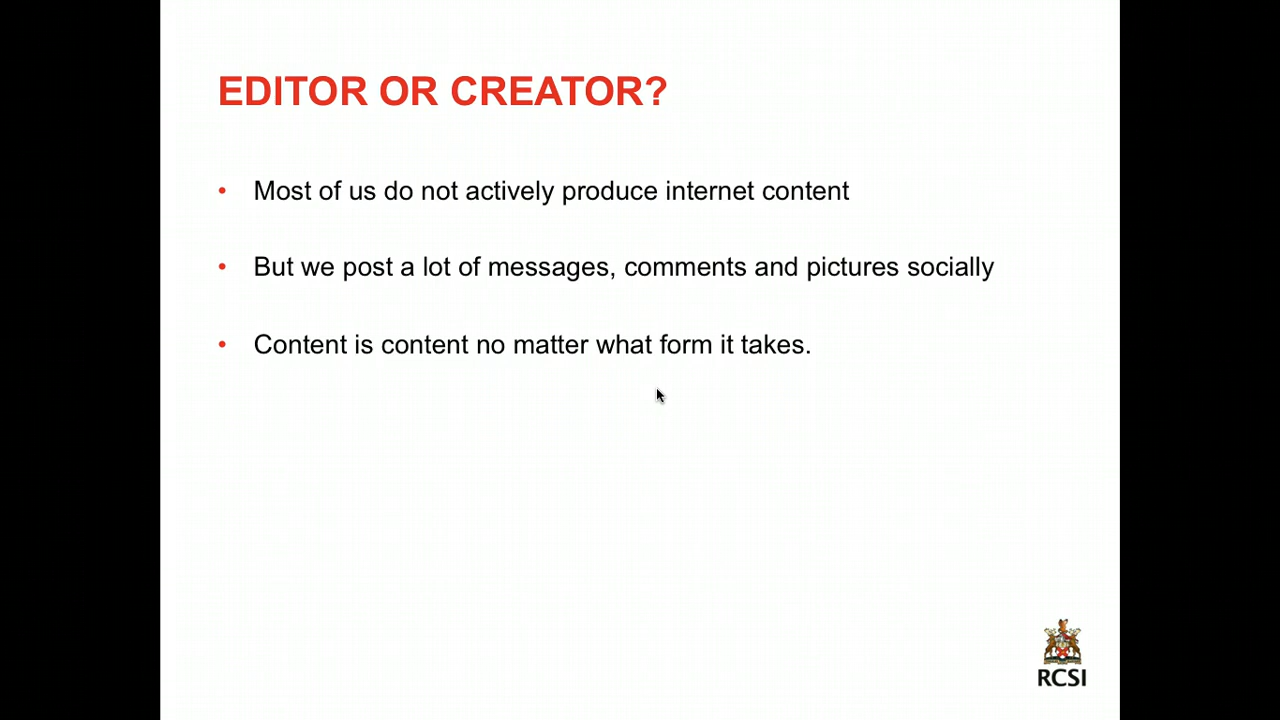 EDITOR OR CREATOR?
• Most of us do not actively produce internet content
• But we post a lot of messages, comments and pictures socially
• Content is content no matter what form it takes.
RCSI